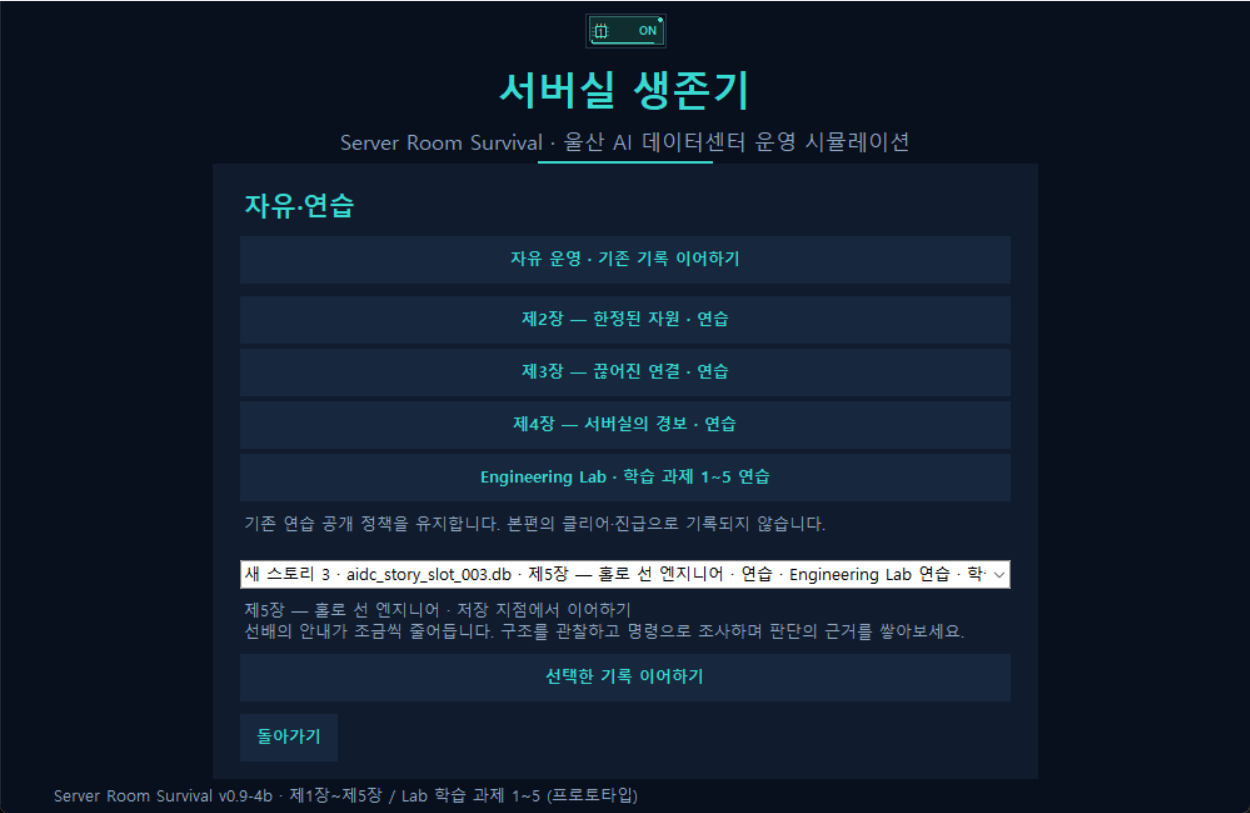 1 ON
서버실 생존기
Server Room Survival · 울산 AI 데이터센터 운영 시뮬레이션
자유·연습
자유 운영 · 기존 기록 이어하기
제2장 — 한정된 자원 · 연습
제3장 — 끊어진 연결 · 연습
제4장 — 서버실의 경보 · 연습
Engineering Lab · 학습 과제 1~5 연습
기존 연습 공개 정책을 유지합니다. 본편의 클리어·진급으로 기록되지 않습니다.
새 스토리 3 · aidc_story_slot_003.db · 제5장 — 홀로 선 엔지니어 · 연습 · Engineering Lab 연습 · 학·
제5장 — 홀로 선 엔지니어 · 저장 지점에서 이어하기
선배의 안내가 조금씩 줄어듭니다. 구조를 관찰하고 명령으로 조사하며 판단의 근거를 쌓아보세요.
선택한 기록 이어하기
돌아가기
Server Room Survival v0.9-4b · 제1장~제5장 / Lab 학습 과제 1~5 (프로토타입)